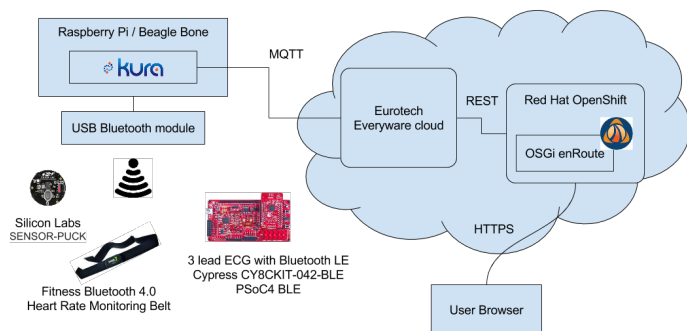 Raspberry Pi / Beagle Bone
kura
USB Bluetooth module
MQTT
Eurotech
Everyware cloud
REST
Red Hat OpenShift
OSGi enRoute
HTTPS
User Browser
Silicon Labs
SENSOR-PUCK
Fitness Bluetooth 4.0
Heart Rate Monitoring Belt
3 lead ECG with Bluetooth LE
Cypress CY8CKIT-042-BLE
PSoC4 BLE